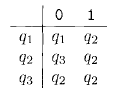 0 1
q₁ q₁ q₂
q₂ q₃ q₂
q₃ q₂ q₂